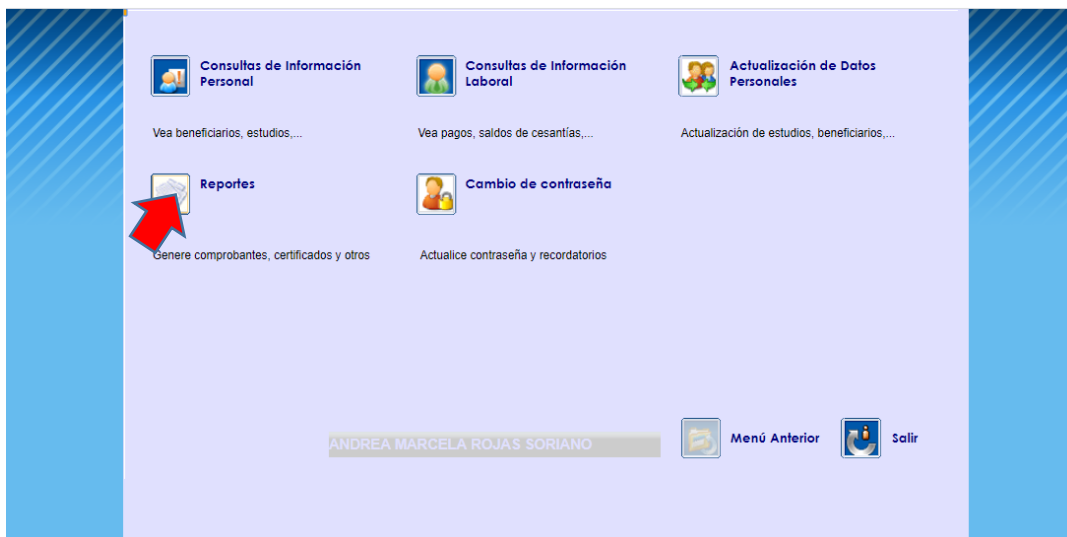 Consultas de Información
Personal
Vea beneficiarios, estudios,...
Consultas de Información
Laboral
Vea pagos, saldos de cesantías,...
Actualización de Datos
Personales
Actualización de estudios, beneficiarios,...
Reportes
Genere comprobantes, certificados y otros
Cambio de contraseña
Actualice contraseña y recordatorios
ANDREA MARCELA ROJAS SORIANO
Menú Anterior
Salir